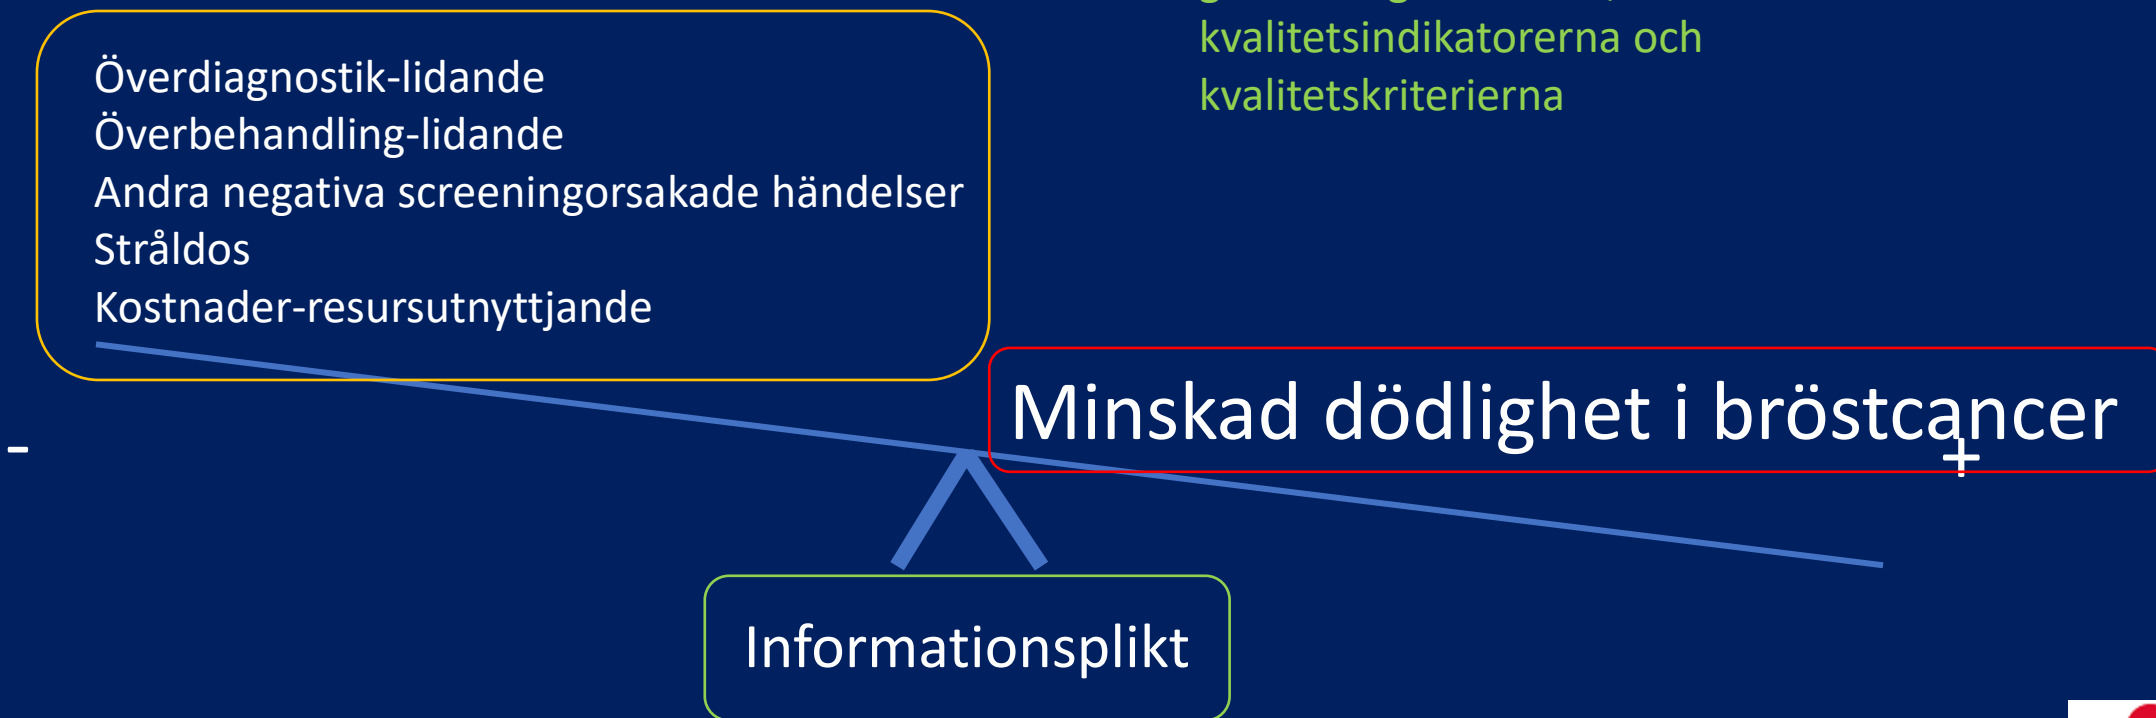 kvalitetsindikatorerna och
kvalitetskriterierna
Överdiagnostik-lidande
Överbehandling-lidande
Andra negativa screeningorsakade händelser
Stråldos
Kostnader-resursutnyttjande
Minskad dödlighet i bröstcancer
-
+
Informationsplikt